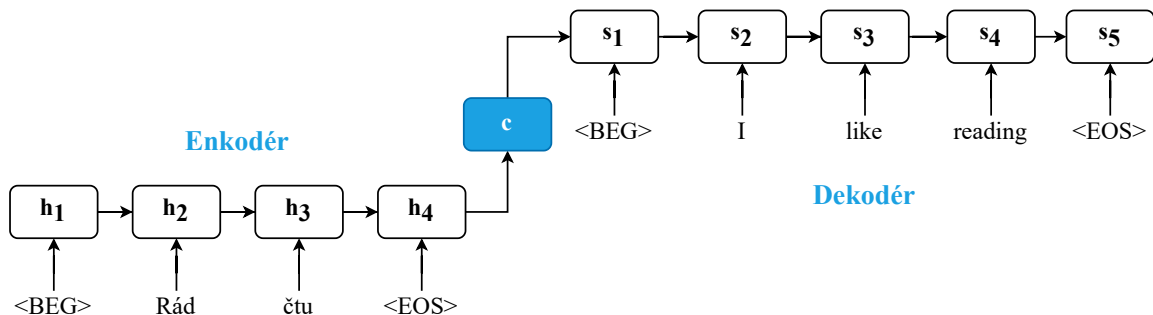 Enkodér
h1 h2 h3 h4
<BEG> Rád čtu <EOS>
c
s1 s2 s3 s4 s5
<BEG> I like reading <EOS>
Dekodér